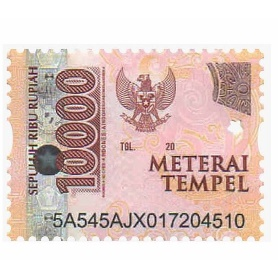 SEPULUH RIBU RUPIAH
10000
TGL. 20
METERAI
TEMPEL
5A545AJX017204510